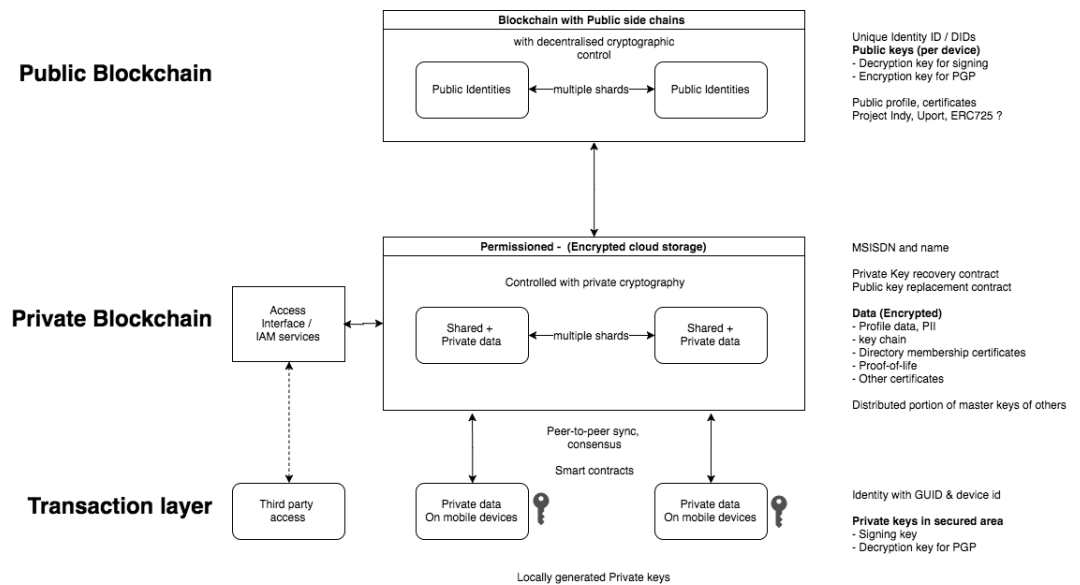 Public Blockchain
Blockchain with Public side chains
with decentralised cryptographic
control
Public Identities
multiple shards
Public Identities
Unique Identity ID / DIDs
Public keys (per device)
- Decryption key for signing
- Encryption key for PGP
Public profile, certificates
Project Indy, Uport, ERC725 ?
Private Blockchain
Access
Interface /
IAM services
Permissioned - (Encrypted cloud storage)
Controlled with private cryptography
Shared +
Private data
multiple shards
Shared +
Private data
MSISDN and name
Private Key recovery contract
Public key replacement contract
Data (Encrypted)
- Profile data, PII
- key chain
- Directory membership certificates
- Proof-of-life
- Other certificates
Distributed portion of master keys of others
Peer-to-peer sync,
consensus
Smart contracts
Transaction layer
Third party
access
Private data
On mobile devices
Private data
On mobile devices
Identity with GUID & device id
Private keys in secured area
- Signing key
- Decryption key for PGP
Locally generated Private keys